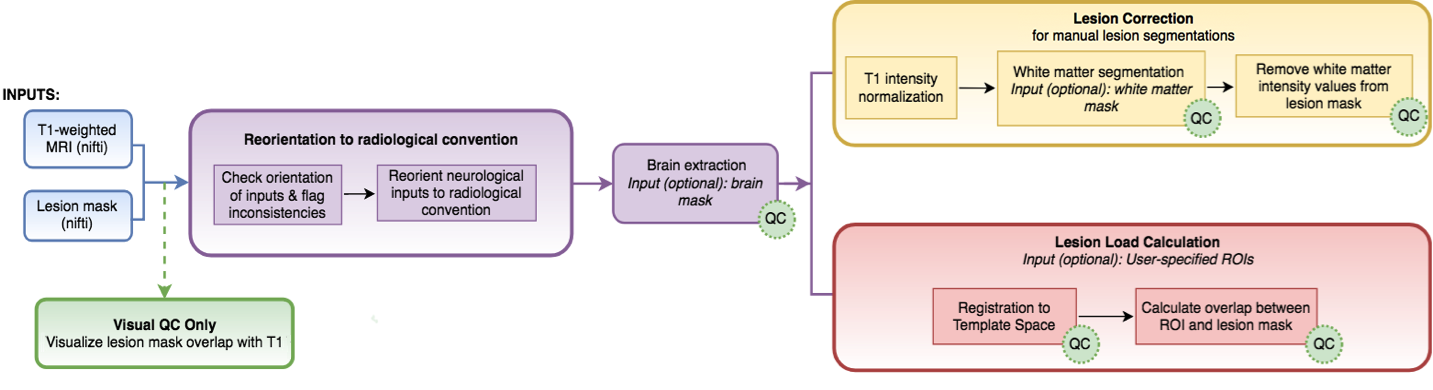 INPUTS:
T1-weighted
MRI (nifti)
Lesion mask
(nifti)
Visual QC Only
Visualize lesion mask overlap with T1
Reorientation to radiological convention
Check orientation
of inputs & flag
inconsistencies
Reorient neurological
inputs to radiological
convention
Brain extraction
Input (optional): brain
mask
QC
Lesion Correction
for manual lesion segmentations
T1 intensity
normalization
White matter segmentation
Input (optional): white matter
mask
QC
Remove white matter
intensity values from
lesion mask
QC
Lesion Load Calculation
Input (optional): User-specified ROIs
Registration to
Template Space
QC
Calculate overlap between
ROI and lesion mask
QC